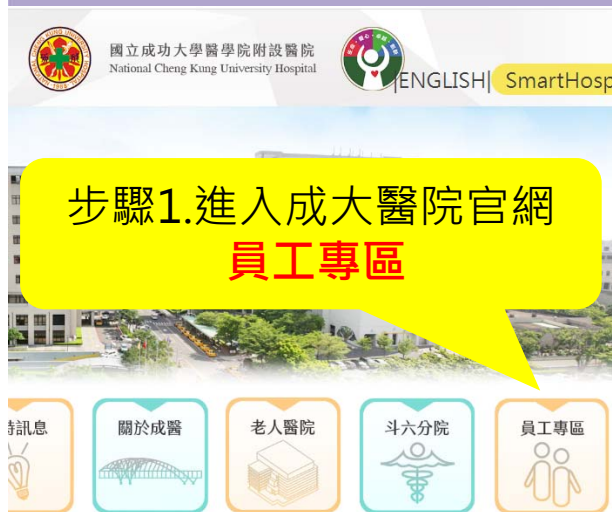 國立成功大學醫學院附設醫院
National Cheng Kung University Hospital
|ENGLISH| SmartHosp
步驟1.進入成大醫院官網
員工專區
時訊息
關於成醫
老人醫院
斗六分院
員工專區